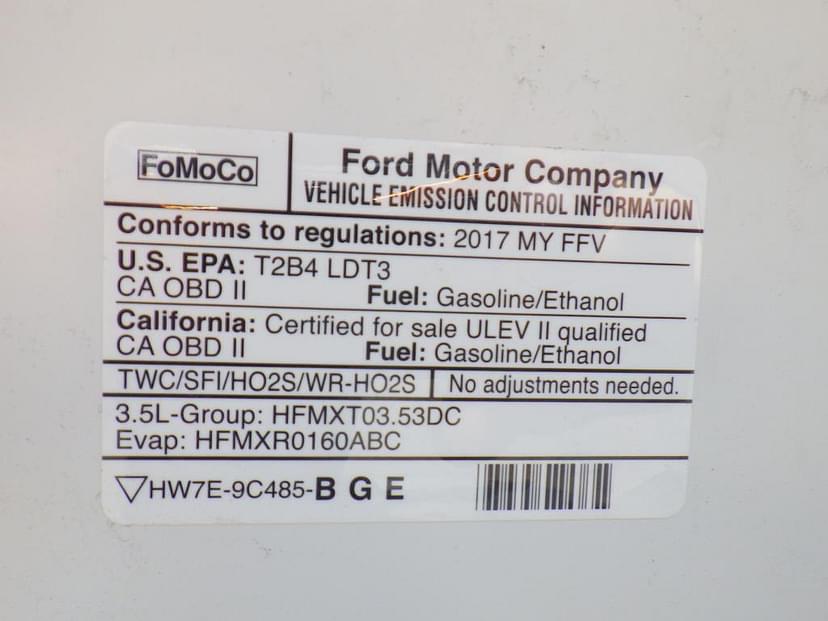 FoMoCo
Ford Motor Company
VEHICLE EMISSION CONTROL INFORMATION
Conforms to regulations: 2017 MY FFV
U.S. EPA: T2B4 LDT3
CA OBD II Fuel: Gasoline/Ethanol
California: Certified for sale ULEV II qualified
CA OBD II Fuel: Gasoline/Ethanol
TWC/SFI/HO2S/WR-HO2S No adjustments needed.
3.5L-Group: HFMXT03.53DC
Evap: HFMXR0160ABC
HW7E-9C485-B G E